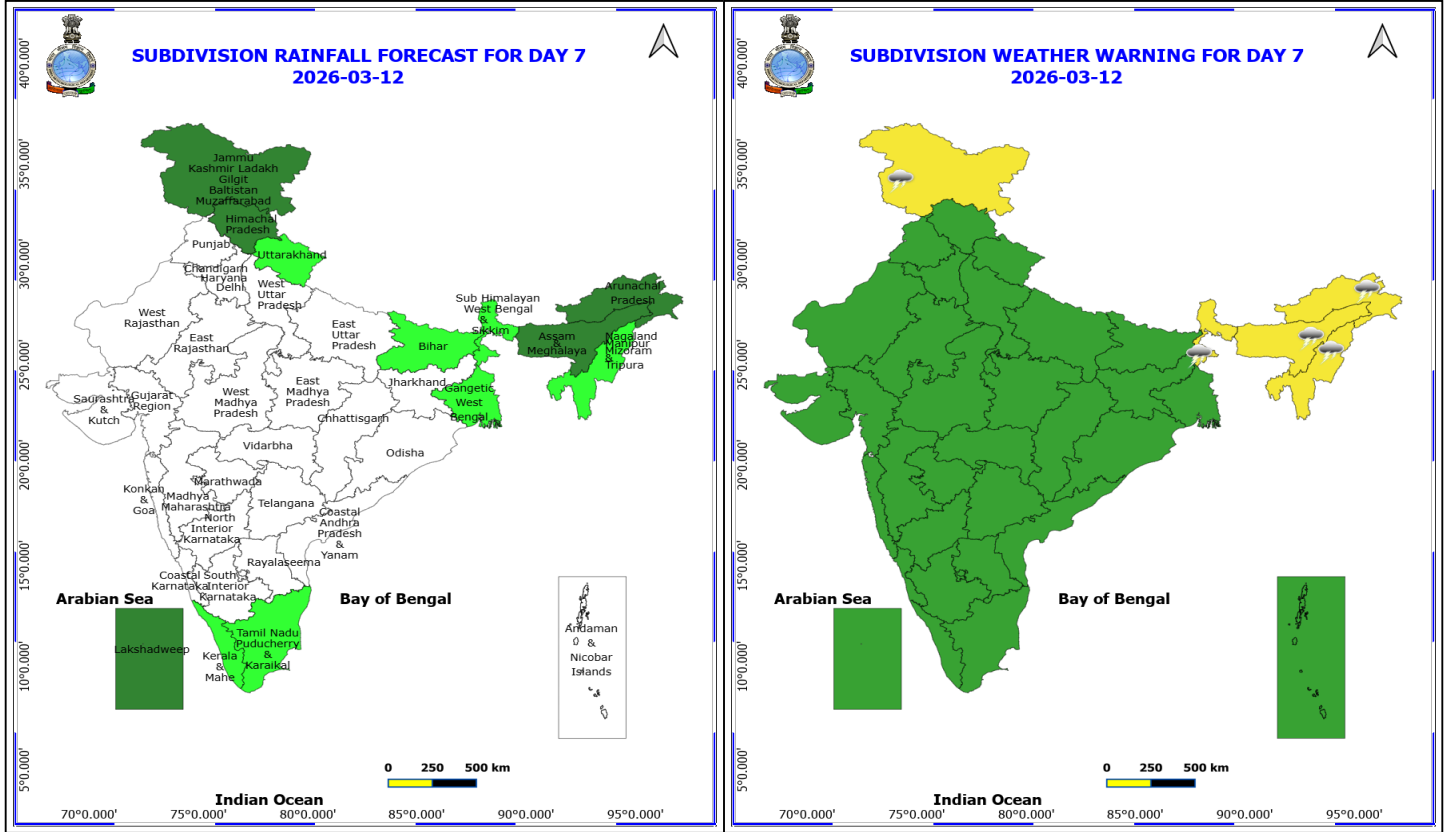 SUBDIVISION RAINFALL FORECAST FOR DAY 7
2026-03-12
40°0.000'
35°0.000'
30°0.000'
25°0.000'
20°0.000'
15°0.000'
10°0.000'
5°0.000'
Jammu
Kashmir Ladakh
Gilgit
Baltistan
Muzaffarabad
Himachal
Pradesh
Punjab
Uttarakhand
Chandigarh
Haryana
Delhi
West
Uttar
Pradesh
West
Rajasthan
East
Rajasthan
East
Uttar
Pradesh
Bihar
Sub Himalayan
West Bengal
&
Sikkim
Arunachal
Pradesh
Assam
&
Meghalaya
Nagaland
Manipur
Mizoram
&
Tripura
Jharkhand
Gangetic
West
Bengal
Saurashtra
&
Kutch
Gujarat
Region
West
Madhya
Pradesh
East
Madhya
Pradesh
Chhattisgarh
Vidarbha
Odisha
Konkan
&
Goa
Madhya
Maharashtra
Marathwada
Telangana
North
Interior
Karnataka
Coastal
Andhra
Pradesh
&
Yanam
Rayalaseema
Coastal
Karnataka
South
Interior
Karnataka
Arabian Sea
Bay of Bengal
Lakshadweep
Kerala
&
Mahe
Tamil Nadu
Puducherry
&
Karaikal
Andaman
&
Nicobar
Islands
0 250 500 km
Indian Ocean
70°0.000' 75°0.000' 80°0.000' 85°0.000' 90°0.000' 95°0.000'
SUBDIVISION WEATHER WARNING FOR DAY 7
2026-03-12
40°0.000'
35°0.000'
30°0.000'
25°0.000'
20°0.000'
15°0.000'
10°0.000'
5°0.000'
Arabian Sea
Bay of Bengal
0 250 500 km
Indian Ocean
70°0.000' 75°0.000' 80°0.000' 85°0.000' 90°0.000' 95°0.000'